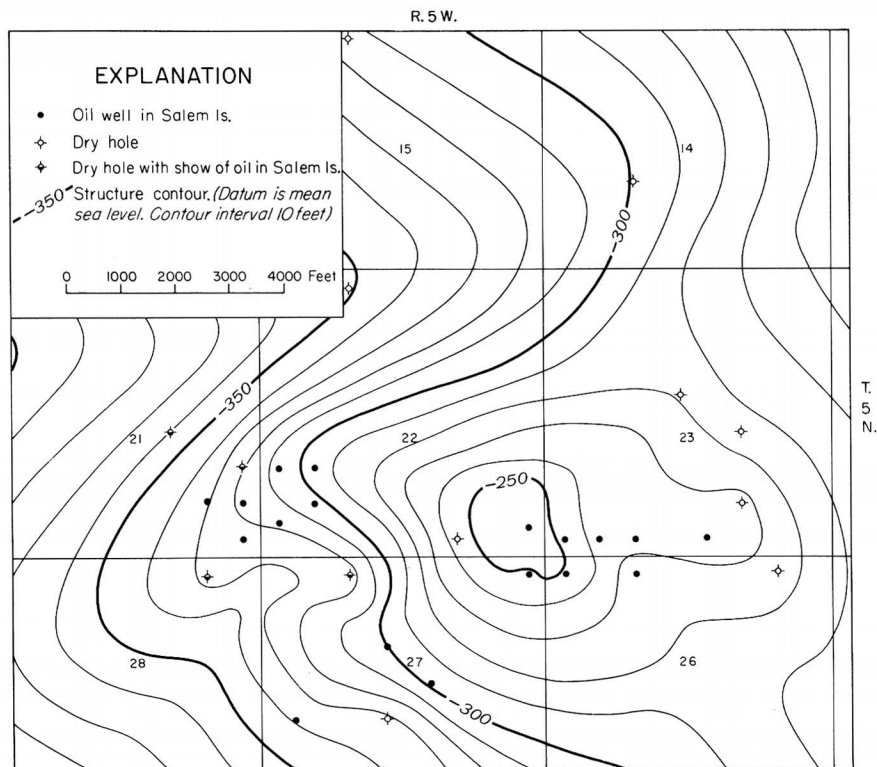 R. 5 W.
EXPLANATION
Oil well in Salem ls.
Dry hole
Dry hole with show of oil in Salem ls.
-350
Structure contour. (Datum is mean
sea level. Contour interval 10 feet)
0 1000 2000 3000 4000 Feet
15
14
-300
-350
T.
5
N.
21
22
23
-250
28
27
26
-300